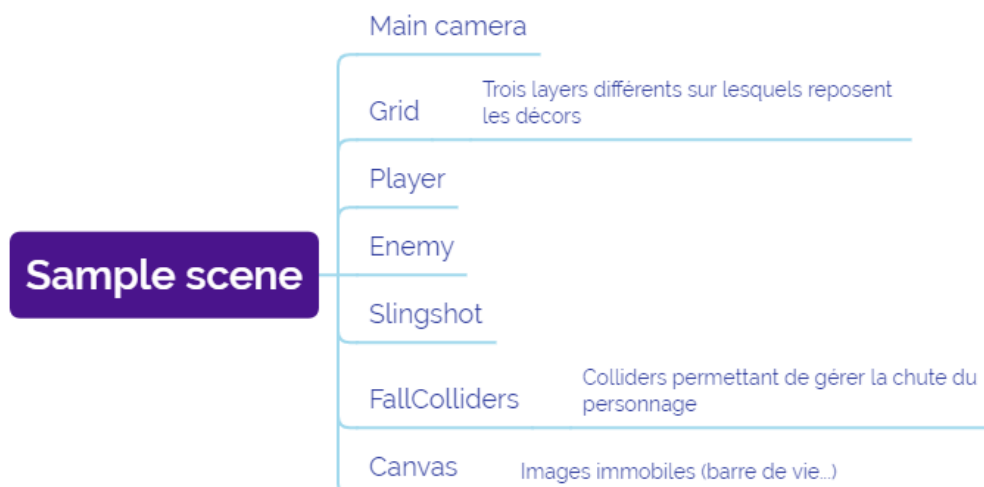 Main camera
Grid
Trois layers différents sur lesquels reposent
les décors
Player
Enemy
Sample scene
Slingshot
FallColliders
Colliders permettant de gérer la chute du
personnage
Canvas
Images immobiles (barre de vie...)